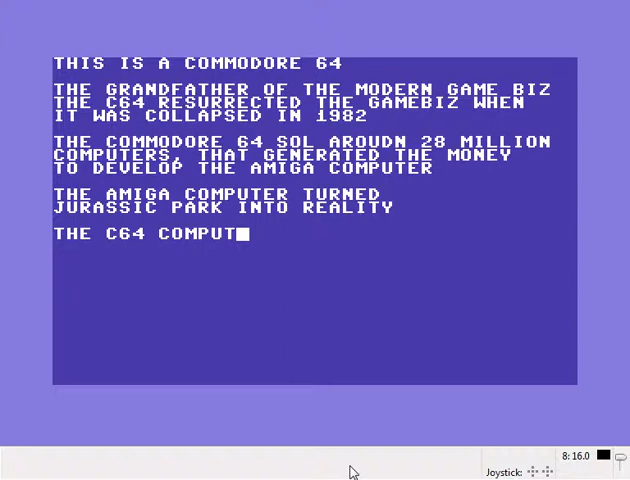 THIS IS A COMMODORE 64
THE GRANDFATHER OF THE MODERN GAME BIZ
THE C64 RESURRECTED THE GAMEBIZ WHEN
IT WAS COLLAPSED IN 1982
THE COMMODORE 64 SOL AROUDN 28 MILLION
COMPUTERS, THAT GENERATED THE MONEY
TO DEVELOP THE AMIGA COMPUTER
THE AMIGA COMPUTER TURNED
JURASSIC PARK INTO REALITY
THE C64 COMPUT
8: 16.0
Joystick: